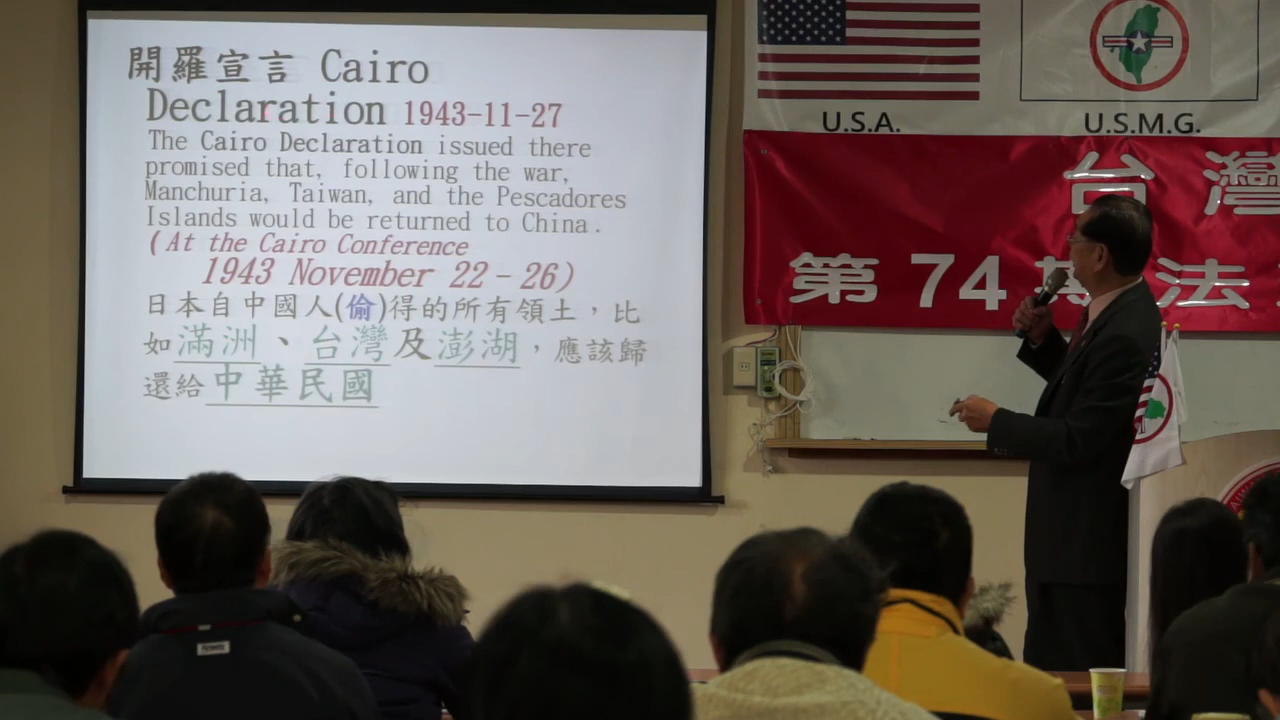 開羅宣言 Cairo
Declaration 1943-11-27
The Cairo Declaration issued there
promised that, following the war,
Manchuria, Taiwan, and the Pescadores
Islands would be returned to China.
(At the Cairo Conference
1943 November 22-26)
日本自中國人(偷)得的所有領土，比
如滿洲、台灣及澎湖，應該歸
還給中華民國
U.S.A.
U.S.M.G.
台灣
第74期法